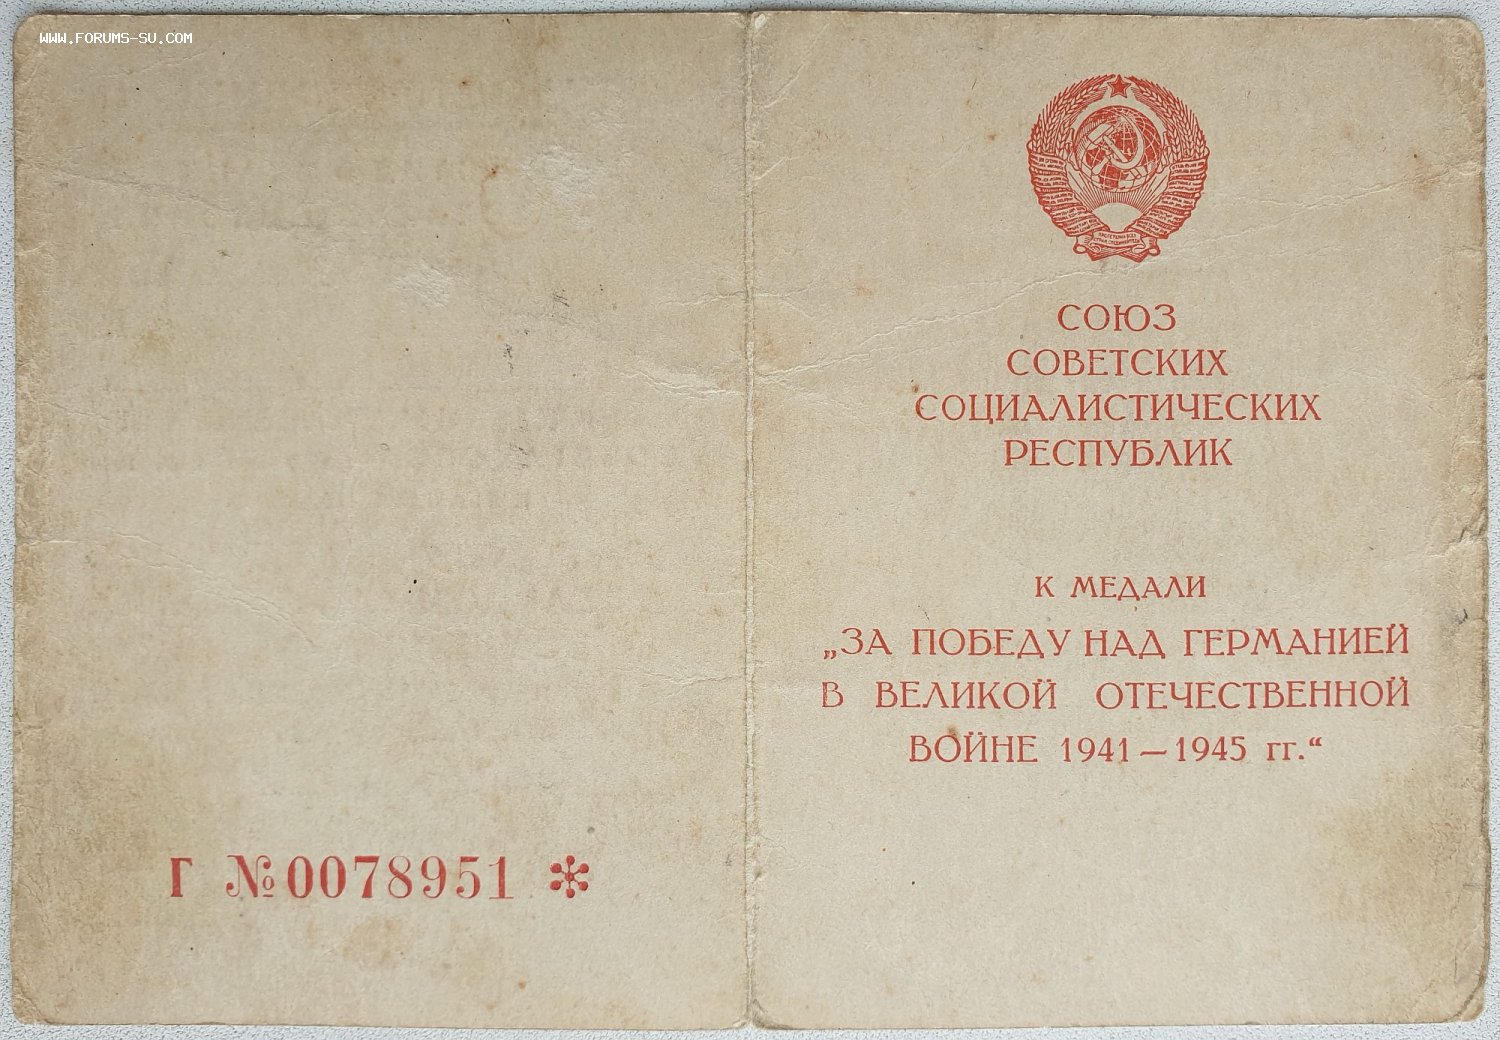 WWW.FORUMS-SU.COM
Г №0078951 *
СОЮЗ
СОВЕТСКИХ
СОЦИАЛИСТИЧЕСКИХ
РЕСПУБЛИК
К МЕДАЛИ
„ЗА ПОБЕДУ НАД ГЕРМАНИЕЙ
В ВЕЛИКОЙ ОТЕЧЕСТВЕННОЙ
ВОЙНЕ 1941—1945 гг.“